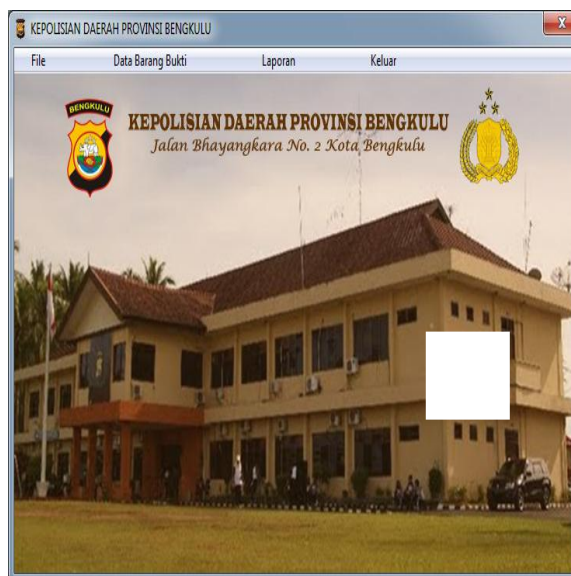 KEPOLISIAN DAERAH PROVINSI BENGKULU
File Data Barang Bukti Laporan Keluar
BENGKULU
KEPOLISIAN DAERAH PROVINSI BENGKULU
Jalan Bhayangkara No. 2 Kota Bengkulu